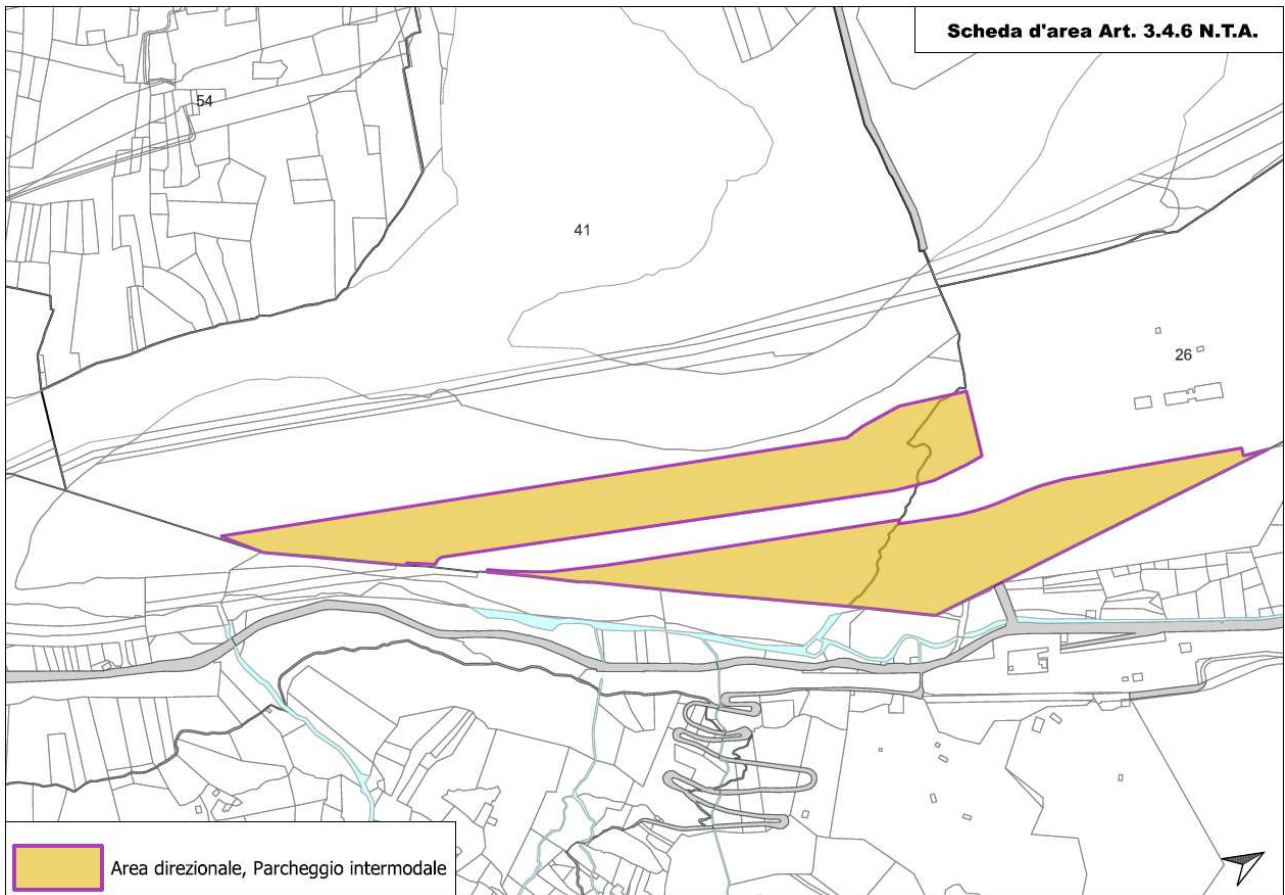 Scheda d'area Art. 3.4.6 N.T.A.
54
41
26
Area direzionale, Parcheggio intermodale